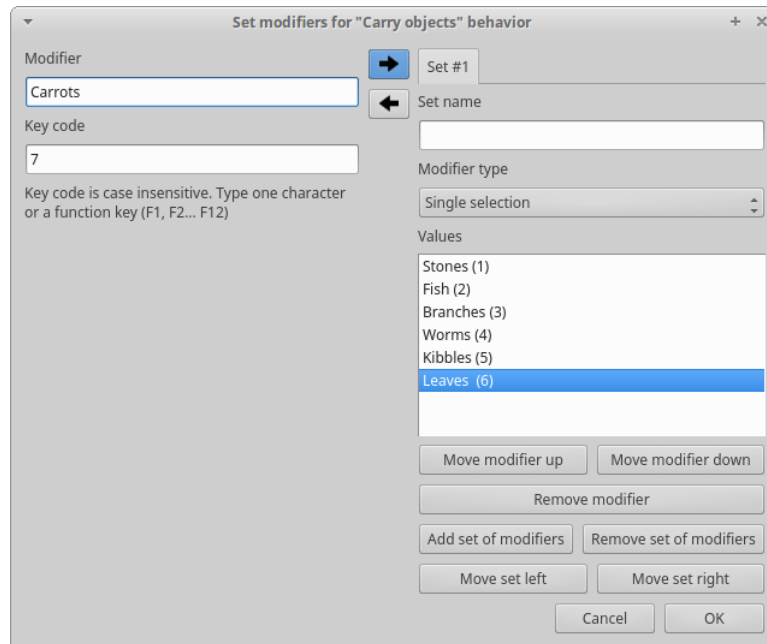 Set modifiers for "Carry objects" behavior
Modifier
Carrots
Key code
7
Key code is case insensitive. Type one character
or a function key (F1, F2... F12)
Set #1
Set name
Modifier type
Single selection
Values
Stones (1)
Fish (2)
Branches (3)
Worms (4)
Kibbles (5)
Leaves  (6)
Move modifier up
Move modifier down
Remove modifier
Add set of modifiers
Remove set of modifiers
Move set left
Move set right
Cancel
OK